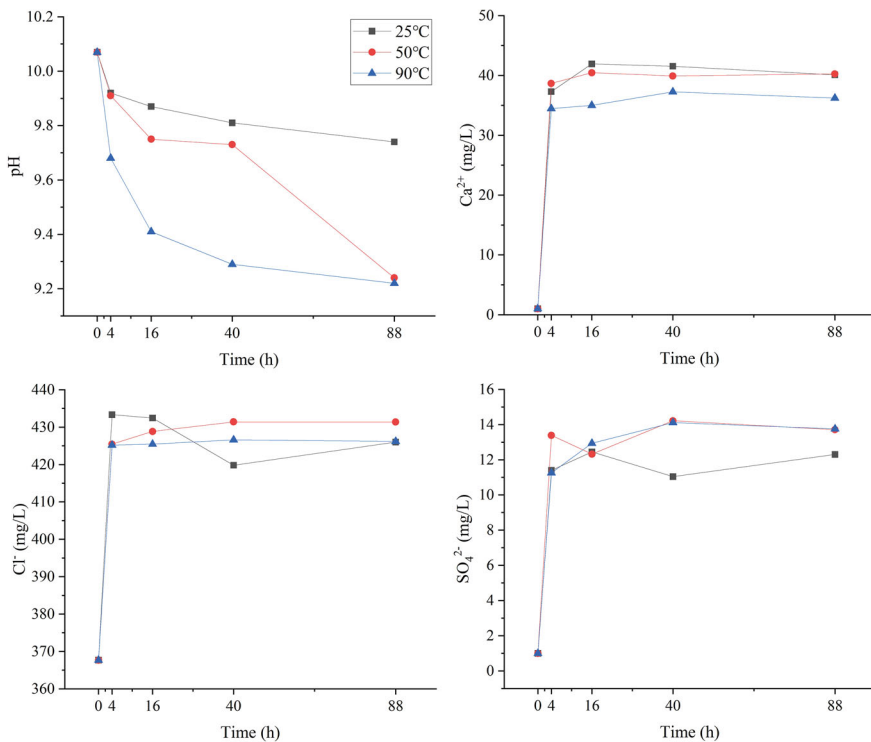 10.2
10.0
9.8
9.6
9.4
9.2
pH
25℃
50℃
90℃
0 4 16 40 88
Time (h)
50
40
30
20
10
0
Ca²⁺ (mg/L)
0 4 16 40 88
Time (h)
440
430
420
410
400
390
380
370
360
Cl⁻ (mg/L)
0 4 16 40 88
Time (h)
16
14
12
10
8
6
4
2
0
SO₄²⁻ (mg/L)
0 4 16 40 88
Time (h)